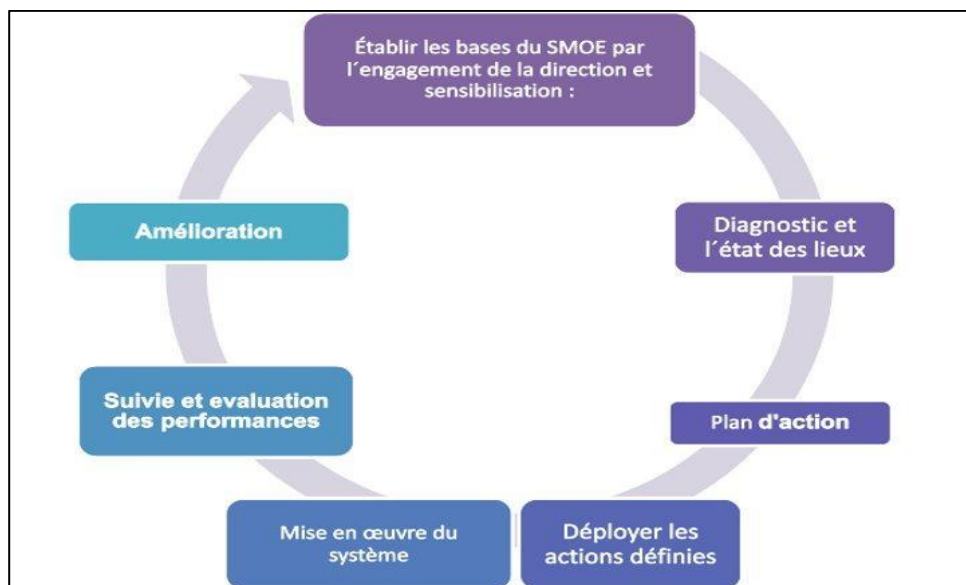 Établir les bases du SMOE par
l´engagement de la direction et
sensibilisation :
Diagnostic et
l´état des lieux
Plan d'action
Déployer les
actions définies
Mise en œuvre du
système
Suivie et evaluation
des performances
Amélioration